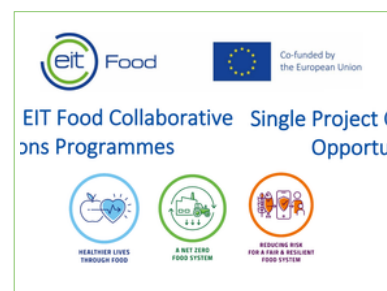 eit Food
Co-funded by
the European Union
EIT Food Collaborative
ons Programmes
Single Project
Opportu
HEALTHIER LIVES
THROUGH FOOD
A NET ZERO
FOOD SYSTEM
REDUCING RISK
FOR A FAIR & RESILIENT
FOOD SYSTEM